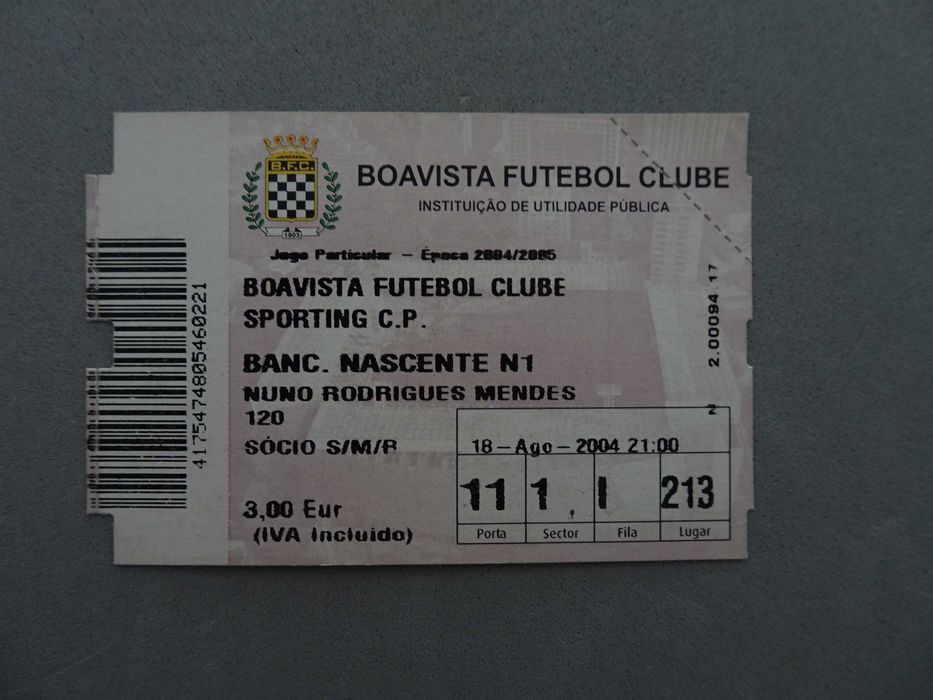 B.F.C.
1903
BOAVISTA FUTEBOL CLUBE
INSTITUIÇÃO DE UTILIDADE PÚBLICA
Jogo Particular – Época 2004/2005
BOAVISTA FUTEBOL CLUBE
SPORTING C.P.
BANC. NASCENTE N1
NUNO RODRIGUES MENDES
120
SÓCIO S/M/R
3,00 Eur
(IVA Incluido)
18-Ago-2004 21:00
11 1 I 213
Porta Sector Fila Lugar
2
2.00094 17
4175474805460221